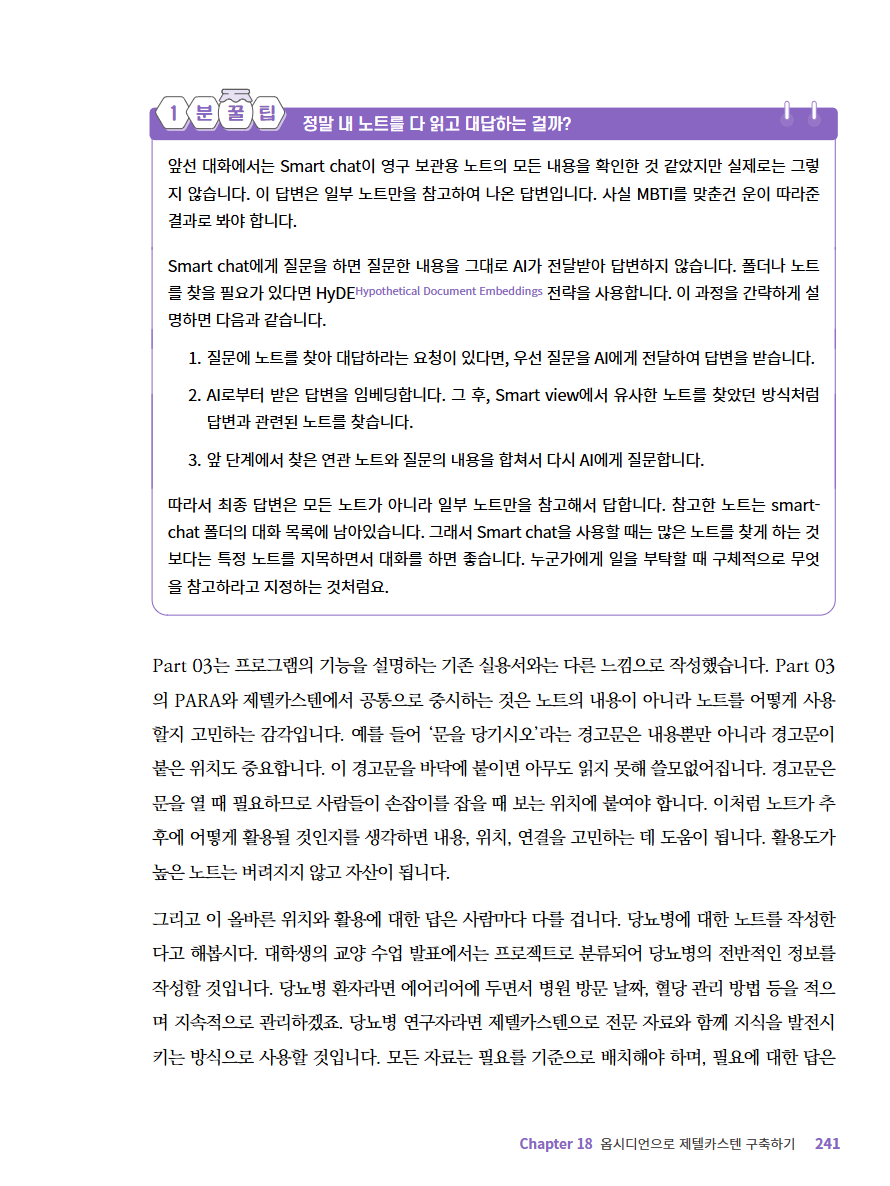 1분꿀팁 정말 내 노트를 다 읽고 대답하는 걸까?
앞선 대화에서는 Smart chat이 영구 보관용 노트의 모든 내용을 확인한 것 같았지만 실제로는 그렇
지 않습니다. 이 답변은 일부 노트만을 참고하여 나온 답변입니다. 사실 MBTI를 맞춘건 운이 따라준
결과로 봐야 합니다.
Smart chat에게 질문을 하면 질문한 내용을 그대로 AI가 전달받아 답변하지 않습니다. 폴더나 노트
를 찾을 필요가 있다면 HyDE Hypothetical Document Embeddings 전략을 사용합니다. 이 과정을 간략하게 설
명하면 다음과 같습니다.
1. 질문에 노트를 찾아 대답하라는 요청이 있다면, 우선 질문을 AI에게 전달하여 답변을 받습니다.
2. AI로부터 받은 답변을 임베딩합니다. 그 후, Smart view에서 유사한 노트를 찾았던 방식처럼
답변과 관련된 노트를 찾습니다.
3. 앞 단계에서 찾은 연관 노트와 질문의 내용을 합쳐서 다시 AI에게 질문합니다.
따라서 최종 답변은 모든 노트가 아니라 일부 노트만을 참고해서 답합니다. 참고한 노트는 smart-
chat 폴더의 대화 목록에 남아있습니다. 그래서 Smart chat을 사용할 때는 많은 노트를 찾게 하는 것
보다는 특정 노트를 지목하면서 대화를 하면 좋습니다. 누군가에게 일을 부탁할 때 구체적으로 무엇
을 참고하라고 지정하는 것처럼요.
Part 03는 프로그램의 기능을 설명하는 기존 실용서와는 다른 느낌으로 작성했습니다. Part 03
의 PARA와 제텔카스텐에서 공통으로 중시하는 것은 노트의 내용이 아니라 노트를 어떻게 사용
할지 고민하는 감각입니다. 예를 들어 ‘문을 당기시오’라는 경고문은 내용뿐만 아니라 경고문이
붙은 위치도 중요합니다. 이 경고문을 바닥에 붙이면 아무도 읽지 못해 쓸모없어집니다. 경고문은
문을 열 때 필요하므로 사람들이 손잡이를 잡을 때 보는 위치에 붙여야 합니다. 이처럼 노트가 추
후에 어떻게 활용될 것인지를 생각하면 내용, 위치, 연결을 고민하는 데 도움이 됩니다. 활용도가
높은 노트는 버려지지 않고 자산이 됩니다.
그리고 이 올바른 위치와 활용에 대한 답은 사람마다 다를 겁니다. 당뇨병에 대한 노트를 작성한
다고 해봅시다. 대학생의 교양 수업 발표에서는 프로젝트로 분류되어 당뇨병의 전반적인 정보를
작성할 것입니다. 당뇨병 환자라면 에어리어에 두면서 병원 방문 날짜, 혈당 관리 방법 등을 적으
며 지속적으로 관리하겠죠. 당뇨병 연구자라면 제텔카스텐으로 전문 자료와 함께 지식을 발전시
키는 방식으로 사용할 것입니다. 모든 자료는 필요를 기준으로 배치해야 하며, 필요에 대한 답은
Chapter 18 옵시디언으로 제텔카스텐 구축하기 241